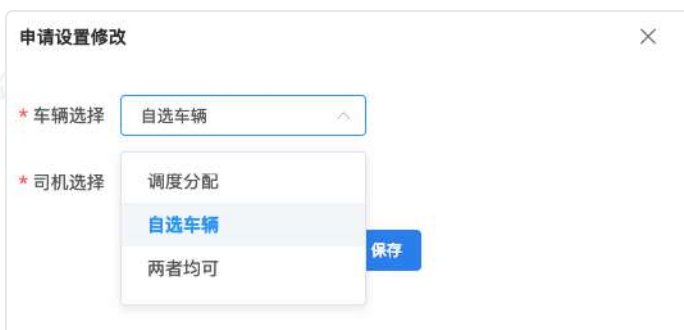 申请设置修改
* 车辆选择 自选车辆
* 司机选择 调度分配
自选车辆
保存
两者均可